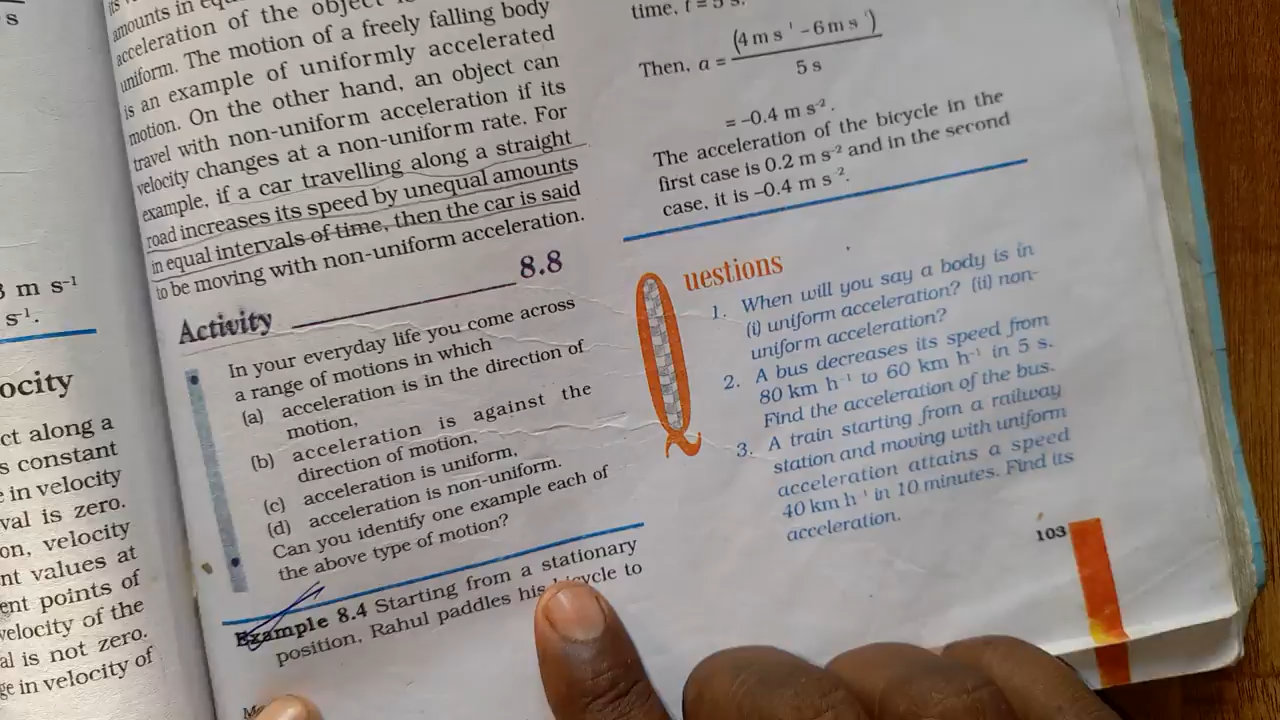 s
amounts in
acceleration of the object
uniform. The motion of a freely falling body
is an example of uniformly accelerated
motion. On the other hand, an object can
travel with non-uniform acceleration if its
velocity changes at a non-uniform rate. For
example, if a car travelling along a straight
road increases its speed by unequal amounts
in equal intervals of time, then the car is said
to be moving with non-uniform acceleration.
Activity 8.8
In your everyday life you come across
a range of motions in which
(a) acceleration is in the direction of
motion,
(b) acceleration is against the
direction of motion,
(c) acceleration is uniform,
(d) acceleration is non-uniform.
Can you identify one example each of
the above type of motion?
Example 8.4 Starting from a stationary
position, Rahul paddles his bicycle to
m s⁻¹
s⁻¹.
ocity
ct along a
s constant
in velocity
val is zero.
on, velocity
nt values at
ent points of
velocity of the
al is not zero.
ge in velocity of
time, t = 5 s.
Then, a = (4 m s⁻¹ – 6 m s⁻¹) / 5 s
= –0.4 m s⁻².
The acceleration of the bicycle in the
first case is 0.2 m s⁻² and in the second
case, it is –0.4 m s⁻².
Questions
1. When will you say a body is in
(i) uniform acceleration? (ii) non-
uniform acceleration?
2. A bus decreases its speed from
80 km h⁻¹ to 60 km h⁻¹ in 5 s.
Find the acceleration of the bus.
3. A train starting from a railway
station and moving with uniform
acceleration attains a speed
40 km h⁻¹ in 10 minutes. Find its
acceleration.
103